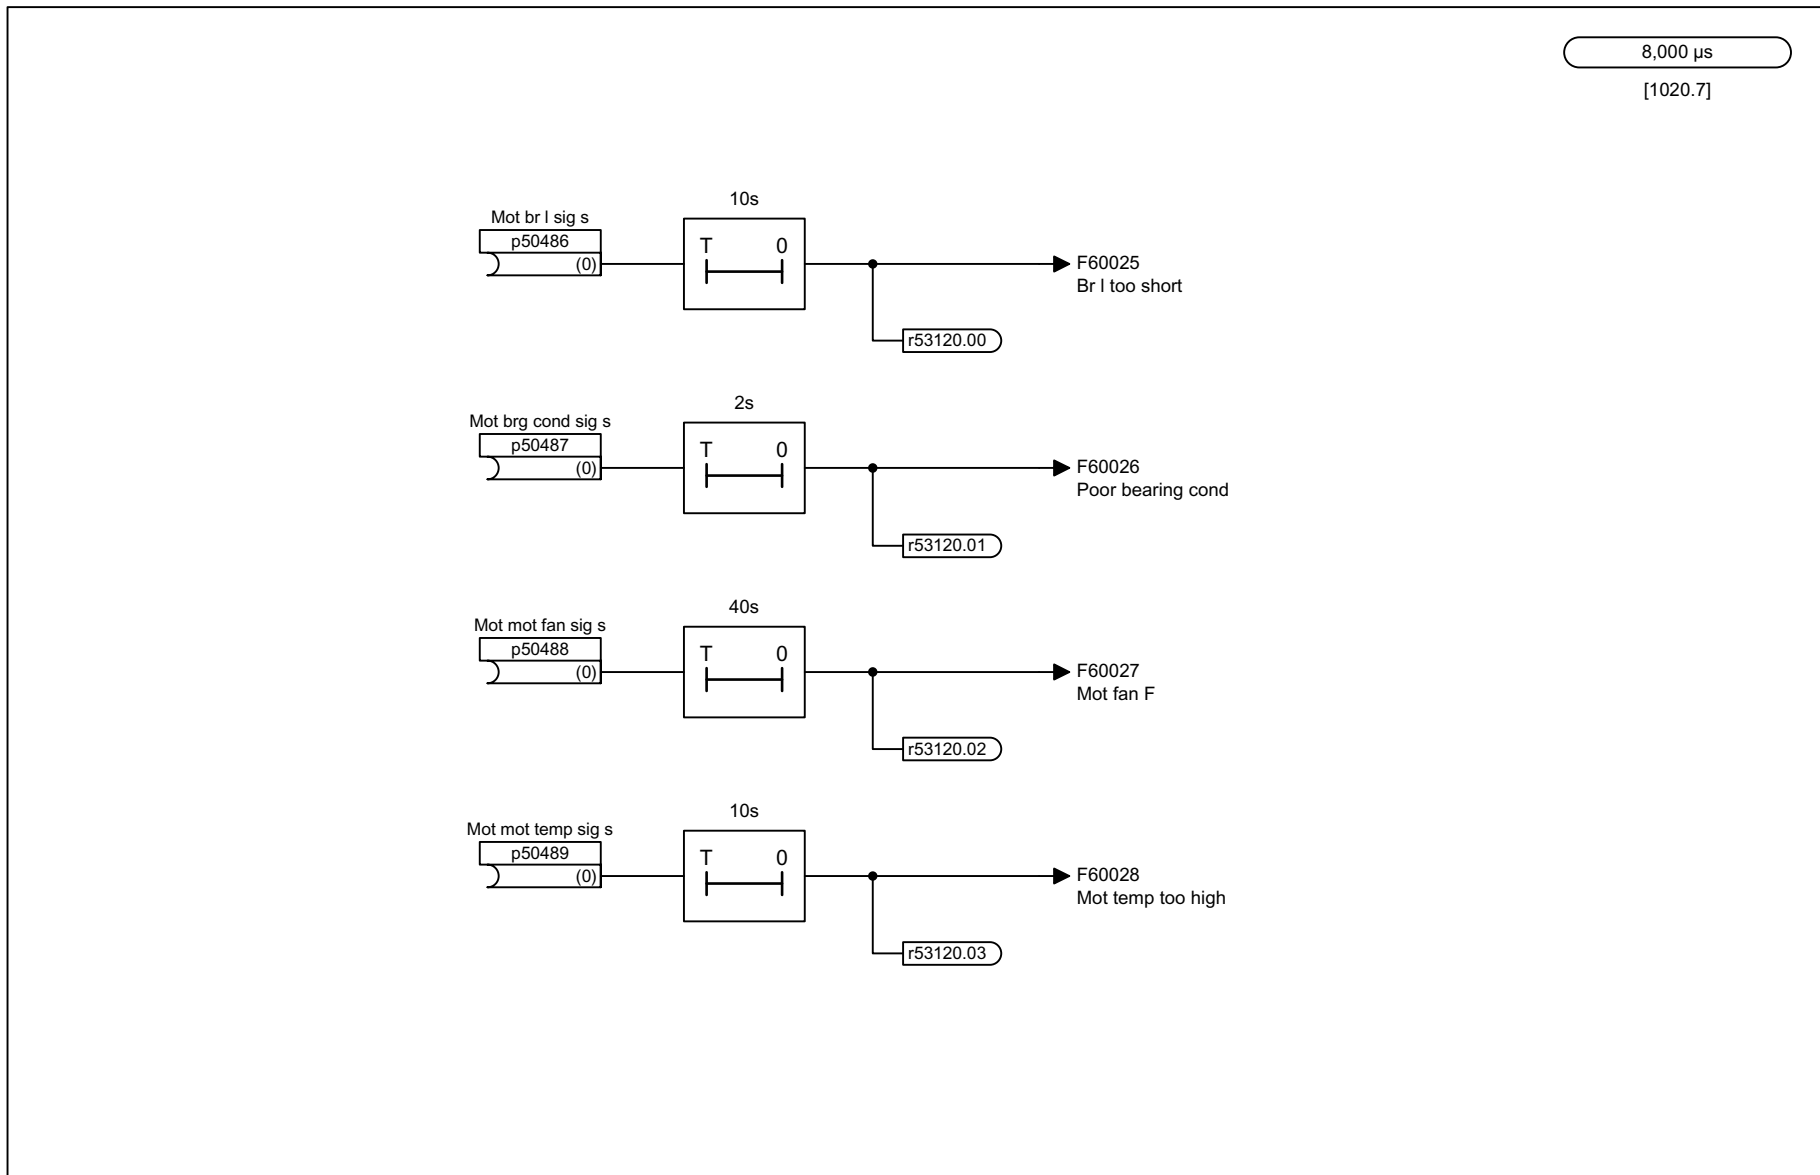 8,000 µs
[1020.7]
10s
Mot br l sig s
p50486
(0)
T 0
F60025
Br l too short
r53120.00
2s
Mot brg cond sig s
p50487
(0)
T 0
F60026
Poor bearing cond
r53120.01
40s
Mot mot fan sig s
p50488
(0)
T 0
F60027
Mot fan F
r53120.02
10s
Mot mot temp sig s
p50489
(0)
T 0
F60028
Mot temp too high
r53120.03